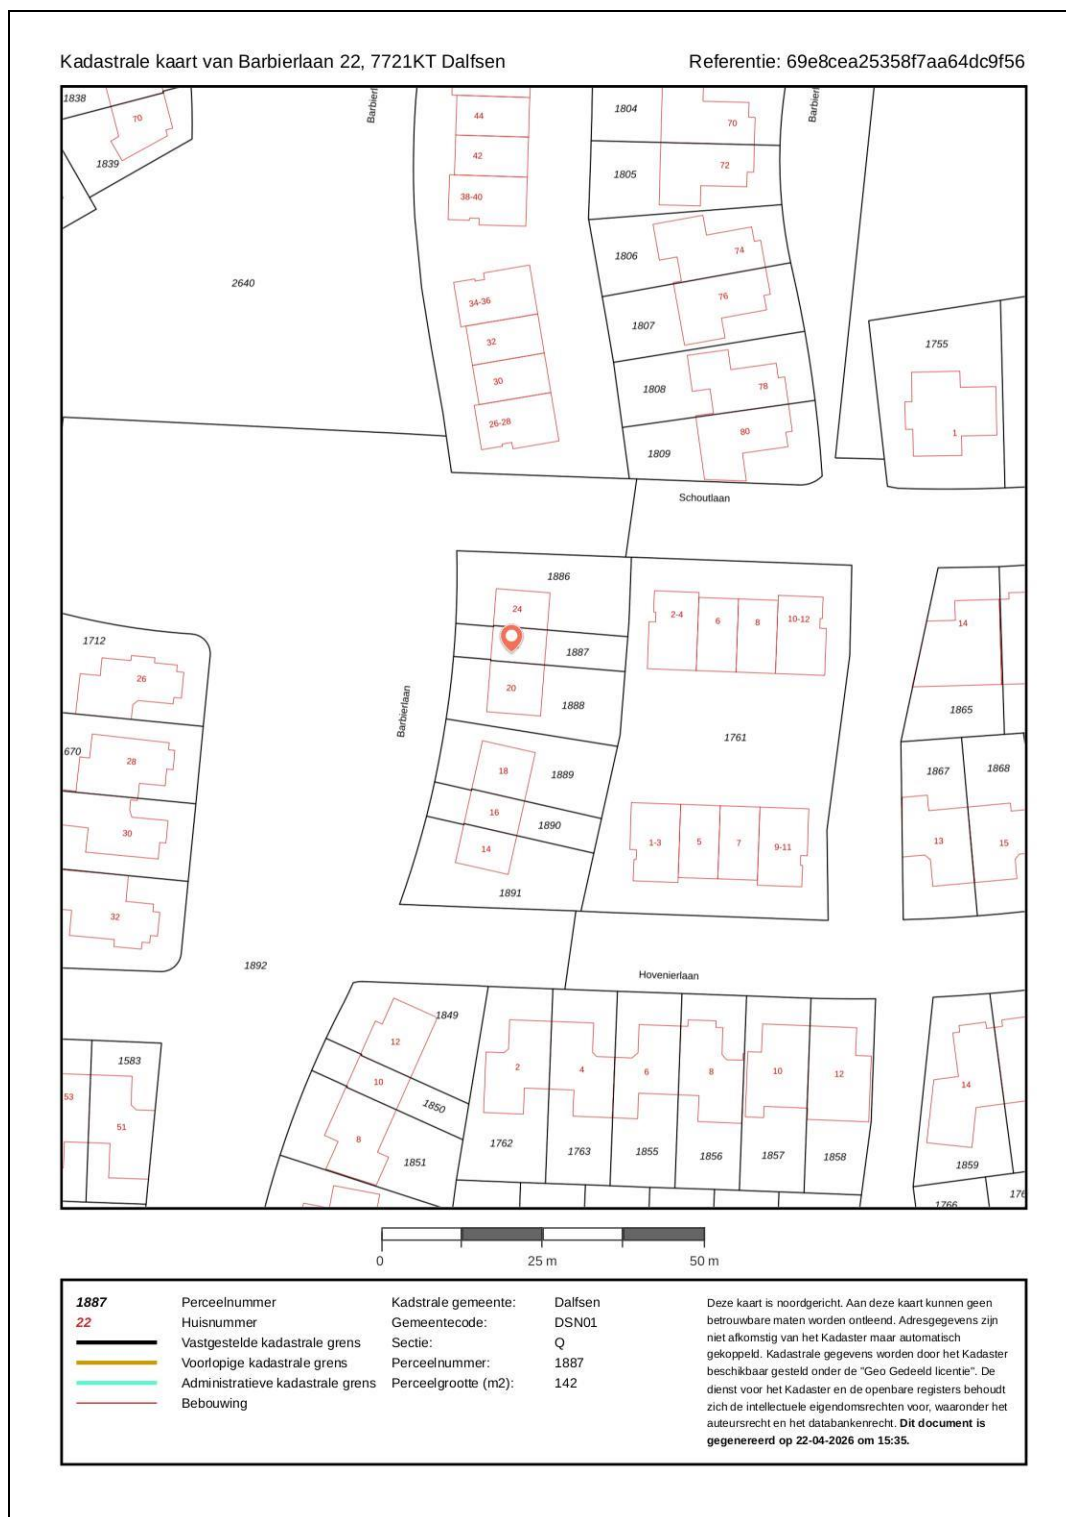 Kadastrale kaart van Barbierlaan 22, 7721KT Dalfsen
Referentie: 69e8cea25358f7aa64dc9f56
1838
70
1839
Barbierl
44
42
38-40
1804
70
1805
72
Barbierl
2640
34-36
32
30
26-28
1806
74
1807
76
1808
78
1809
80
1755
1
Schoutlaan
1886
24
1887
20
1888
Barbierlaan
18
1889
16
1890
14
1891
2-4
6
8
10-12
1761
1-3
5
7
9-11
14
1865
1867
1868
13
15
1712
26
670
28
30
32
1892
Hovenierlaan
1849
12
10
1850
8
1851
2
4
6
8
10
12
1762
1763
1855
1856
1857
1858
14
1859
1766
176
1583
53
51
0
25 m
50 m
1887 Perceelnummer
22 Huisnummer
Vastgestelde kadastrale grens
Voorlopige kadastrale grens
Administratieve kadastrale grens
Bebouwing
Kadstrale gemeente: Dalfsen
Gemeentecode: DSN01
Sectie: Q
Perceelnummer: 1887
Perceelgrootte (m2): 142
Deze kaart is noordgericht. Aan deze kaart kunnen geen
betrouwbare maten worden ontleend. Adresgegevens zijn
niet afkomstig van het Kadaster maar automatisch
gekoppeld. Kadastrale gegevens worden door het Kadaster
beschikbaar gesteld onder de "Geo Gedeeld licentie". De
dienst voor het Kadaster en de openbare registers behoudt
zich de intellectuele eigendomsrechten voor, waaronder het
auteursrecht en het databankenrecht. Dit document is
gegenereerd op 22-04-2026 om 15:35.